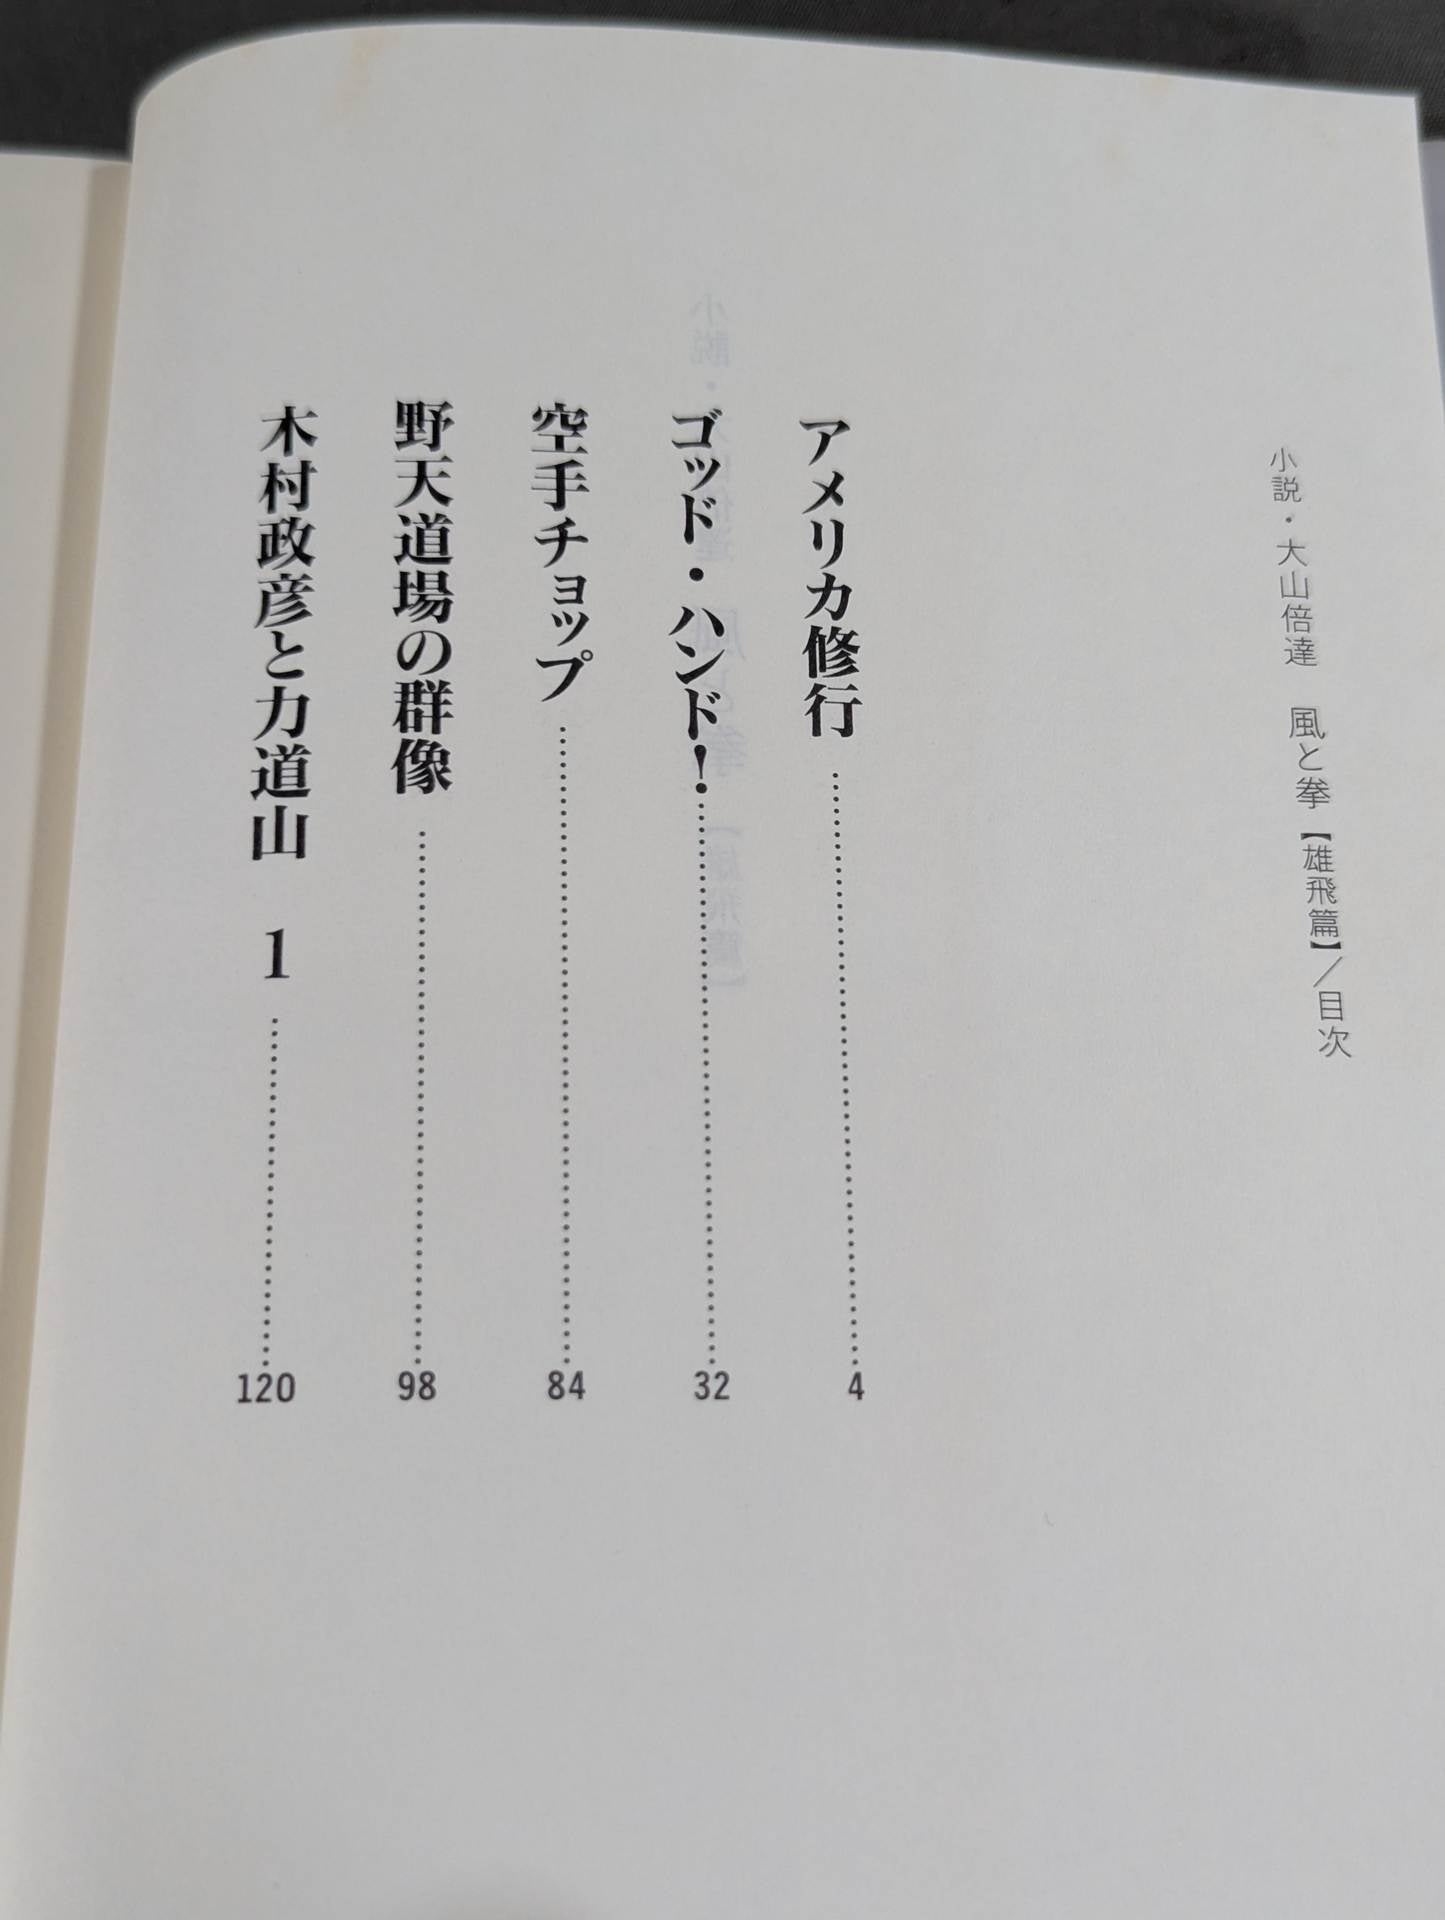 小説・大山倍達　風と拳【雄飛篇】／目次
アメリカ修行……4
ゴッド・ハンド！……32
空手チョップ……84
野天道場の群像……98
木村政彦と力道山　1……120